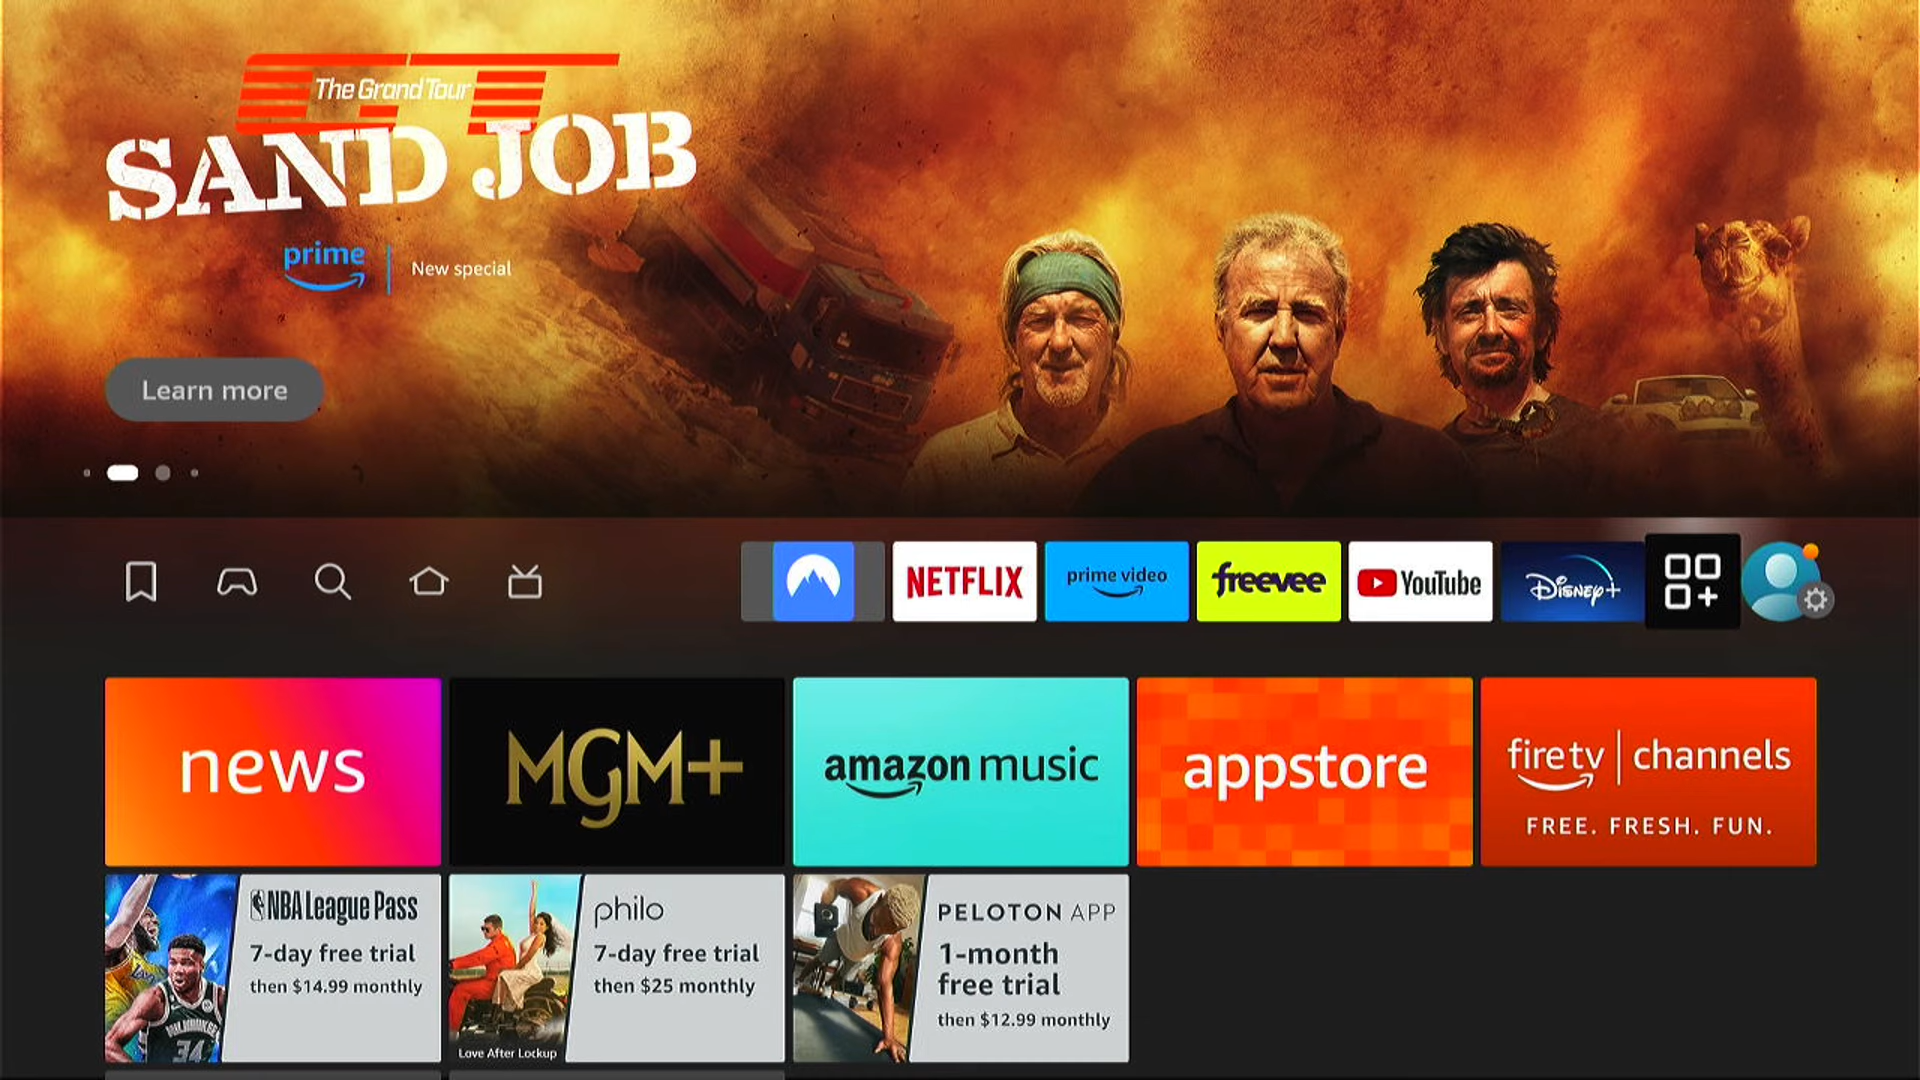 The Grand Tour
SAND JOB
prime
New special
Learn more
NETFLIX
prime video
freevee
YouTube
Disney+
news
MGM+
amazon music
appstore
fire tv | channels
FREE. FRESH. FUN.
NBA League Pass
7-day free trial
then $14.99 monthly
34
philo
7-day free trial
then $25 monthly
Love After Lockup
PELOTON APP
1-month
free trial
then $12.99 monthly